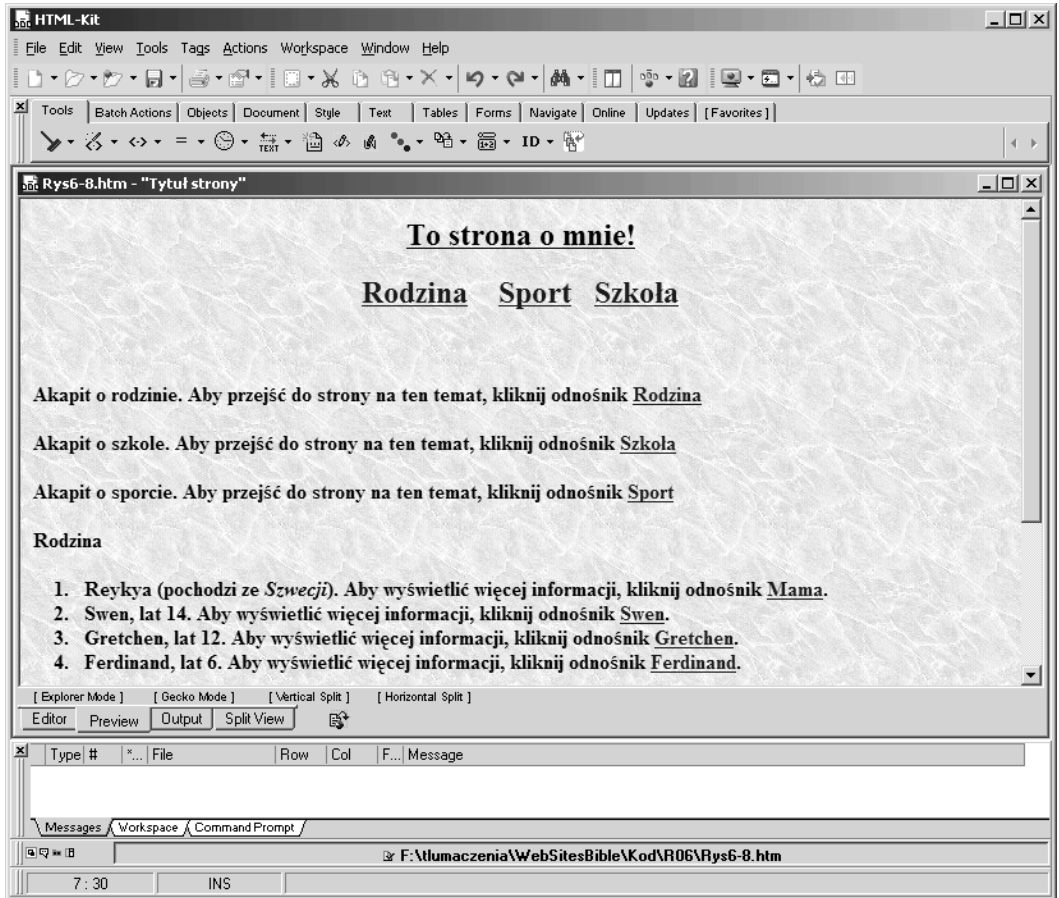 HTML-Kit
File Edit View Tools Tags Actions Workspace Window Help
Tools Batch Actions Objects Document Style Text Tables Forms Navigate Online Updates [Favorites]
TEXT ID
Rys6-8.htm - "Tytuł strony"
To strona o mnie!
Rodzina Sport Szkoła
Akapit o rodzinie. Aby przejść do strony na ten temat, kliknij odnośnik Rodzina
Akapit o szkole. Aby przejść do strony na ten temat, kliknij odnośnik Szkoła
Akapit o sporcie. Aby przejść do strony na ten temat, kliknij odnośnik Sport
Rodzina
1. Reykya (pochodzi ze Szwecji). Aby wyświetlić więcej informacji, kliknij odnośnik Mama.
2. Swen, lat 14. Aby wyświetlić więcej informacji, kliknij odnośnik Swen.
3. Gretchen, lat 12. Aby wyświetlić więcej informacji, kliknij odnośnik Gretchen.
4. Ferdinand, lat 6. Aby wyświetlić więcej informacji, kliknij odnośnik Ferdinand.
[ Explorer Mode ] [ Gecko Mode ] [ Vertical Split ] [ Horizontal Split ]
Editor Preview Output Split View
Type # *... File Row Col F... Message
Messages Workspace Command Prompt
F:\tlumaczenia\WebSitesBible\Kod\R06\Rys6-8.htm
7 : 30 INS